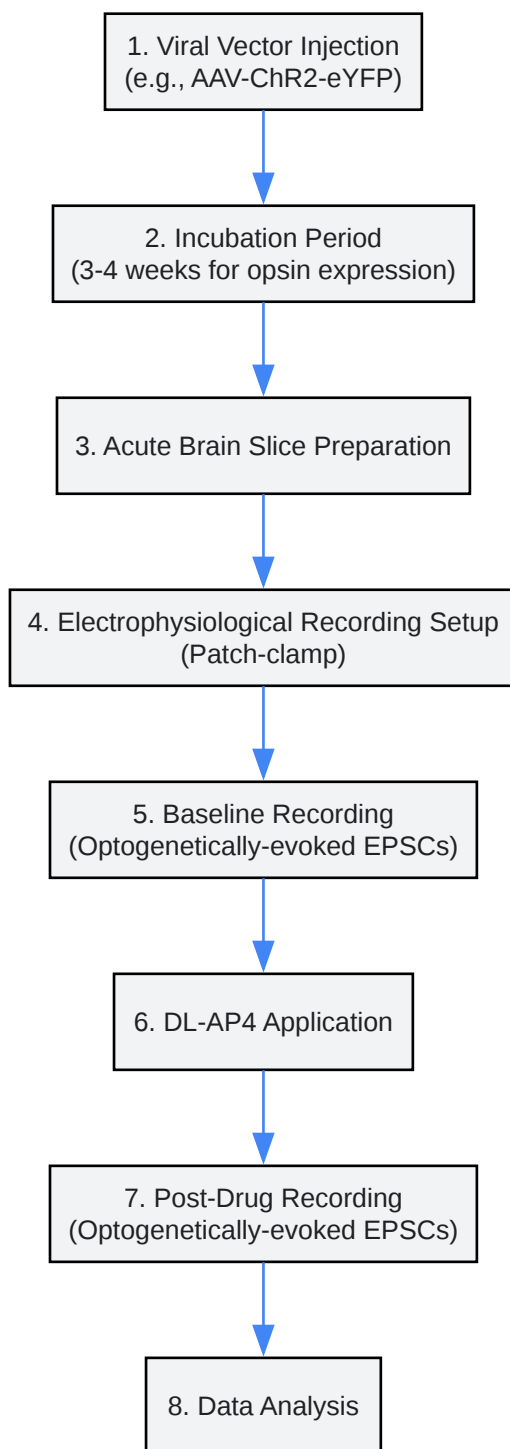 1. Viral Vector Injection
(e.g., AAV-ChR2-eYFP)
2. Incubation Period
(3-4 weeks for opsin expression)
3. Acute Brain Slice Preparation
4. Electrophysiological Recording Setup
(Patch-clamp)
5. Baseline Recording
(Optogenetically-evoked EPSCs)
6. DL-AP4 Application
7. Post-Drug Recording
(Optogenetically-evoked EPSCs)
8. Data Analysis